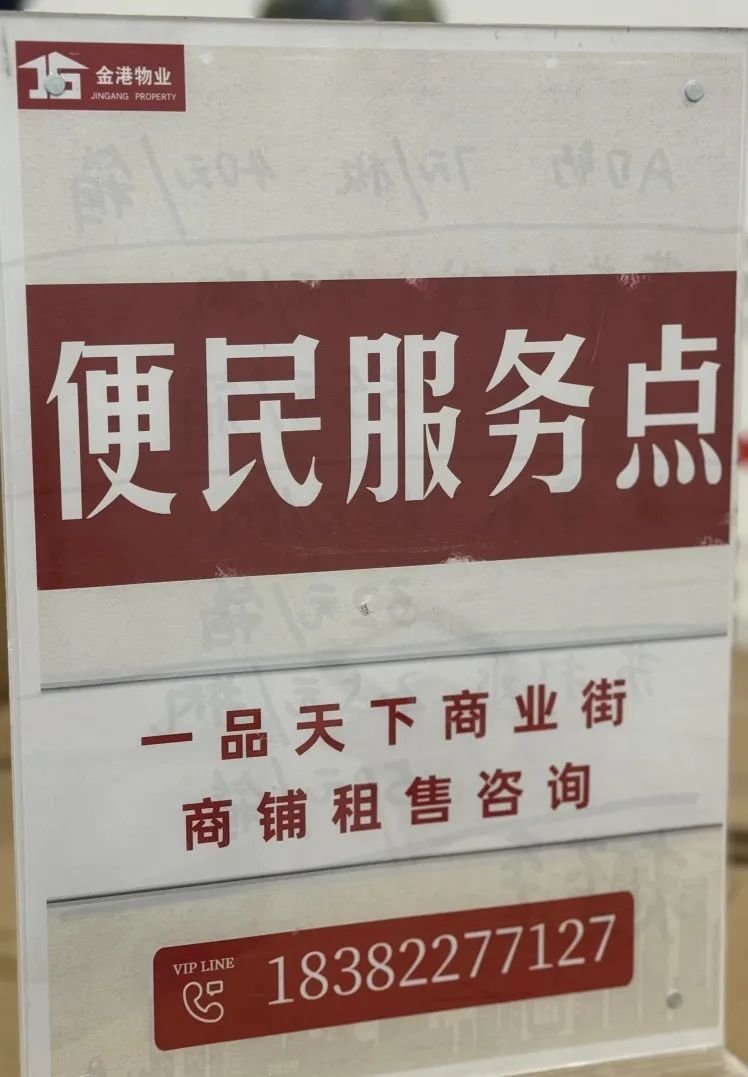 金港物业
JINGANG PROPERTY
便民服务点
一品天下商业街
商铺租售咨询
VIP LINE
18382277127